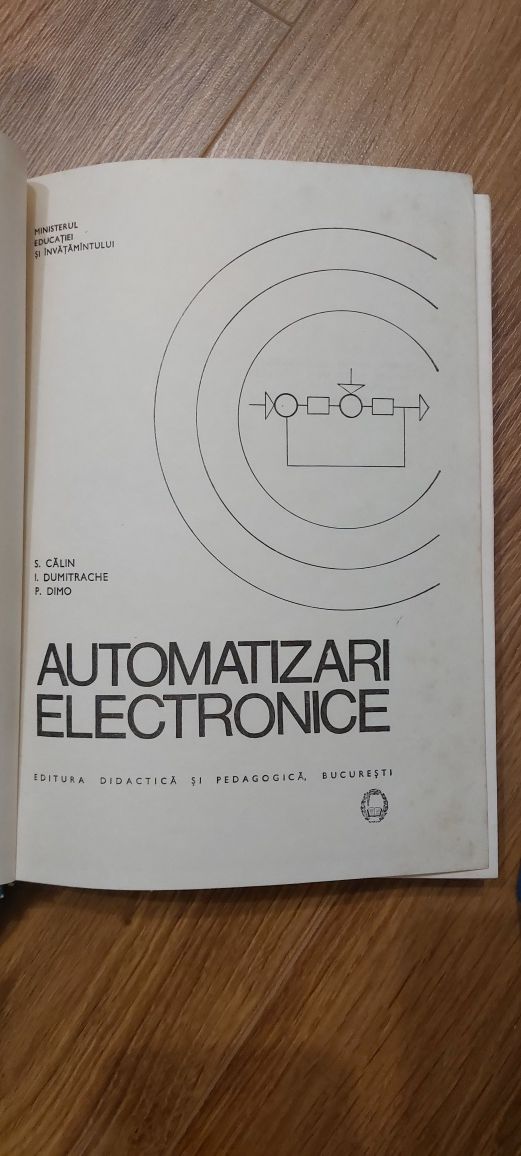 MINISTERUL
EDUCAȚIEI
ȘI ÎNVĂȚĂMÎNTULUI
S. CĂLIN
I. DUMITRACHE
P. DIMO
AUTOMATIZARI
ELECTRONICE
EDITURA DIDACTICĂ ȘI PEDAGOGICĂ, BUCUREȘTI